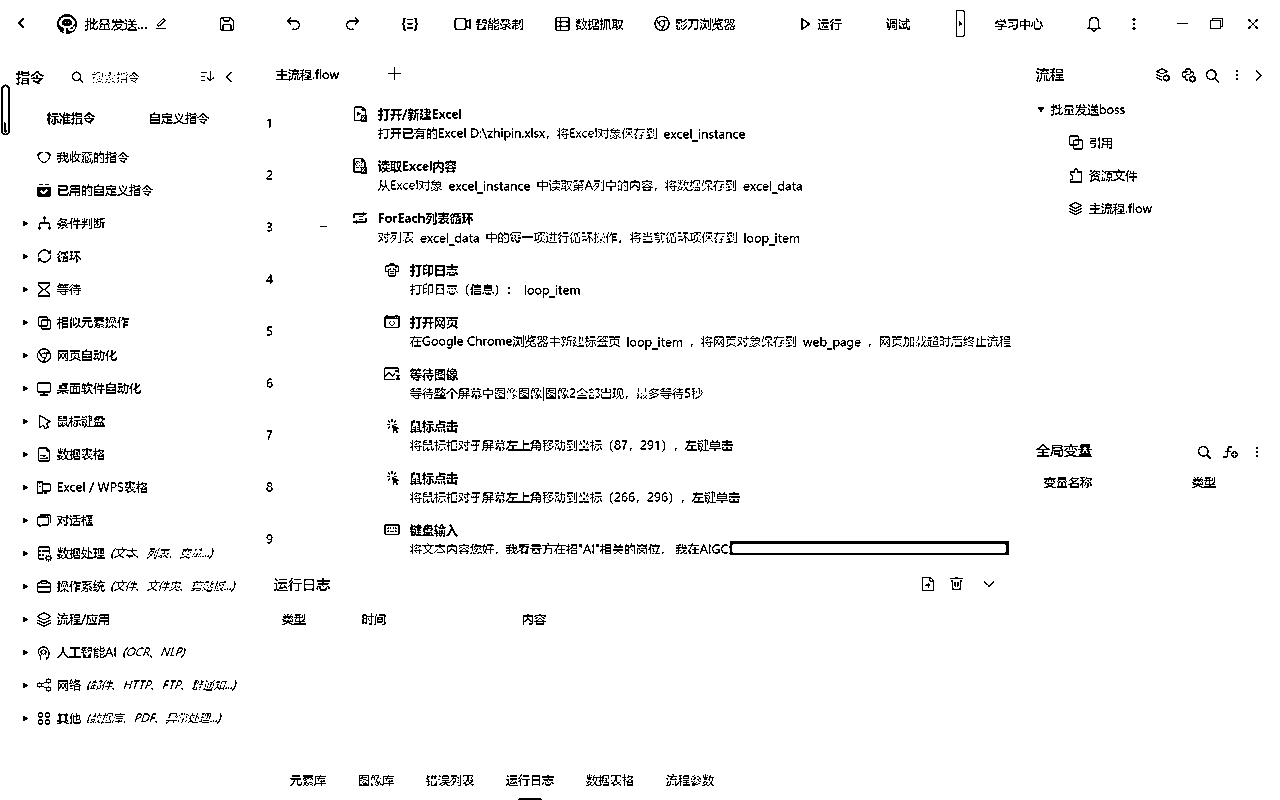 批量发送... 智能录制 数据抓取 影刀浏览器 运行 调试 学习中心
指令 搜索指令
标准指令 自定义指令
我收藏的指令
已用的自定义指令
条件判断
循环
等待
相似元素操作
网页自动化
桌面软件自动化
鼠标键盘
数据表格
Excel / WPS表格
对话框
数据处理 (文本、列表、变量...)
操作系统 (文件、文件夹、剪贴板...)
流程/应用
人工智能AI (OCR、NLP)
网络 (邮件、HTTP、FTP、群通知...)
其他 (数据库、PDF、异常处理...)
主流程.flow
1 打开/新建Excel
打开已有的Excel D:\zhipin.xlsx，将Excel对象保存到 excel_instance
2 读取Excel内容
从Excel对象 excel_instance 中读取第A列中的内容，将数据保存到 excel_data
3 ForEach列表循环
对列表 excel_data 中的每一项进行循环操作，将当前循环项保存到 loop_item
4 打印日志
打印日志（信息）： loop_item
5 打开网页
在Google Chrome浏览器中新建标签页 loop_item ，将网页对象保存到 web_page ，网页加载超时后终止流程
6 等待图像
等待整个屏幕中图像图像|图像2全部出现，最多等待5秒
7 鼠标点击
将鼠标相对于屏幕左上角移动到坐标（87，291），左键单击
8 鼠标点击
将鼠标相对于屏幕左上角移动到坐标（266，296），左键单击
9 键盘输入
将文本内容您好，我看贵方在招"AI"相关的岗位， 我在AIGC
运行日志
类型 时间 内容
元素库 图像库 错误列表 运行日志 数据表格 流程参数
流程
批量发送boss
引用
资源文件
主流程.flow
全局变量
变量名称 类型